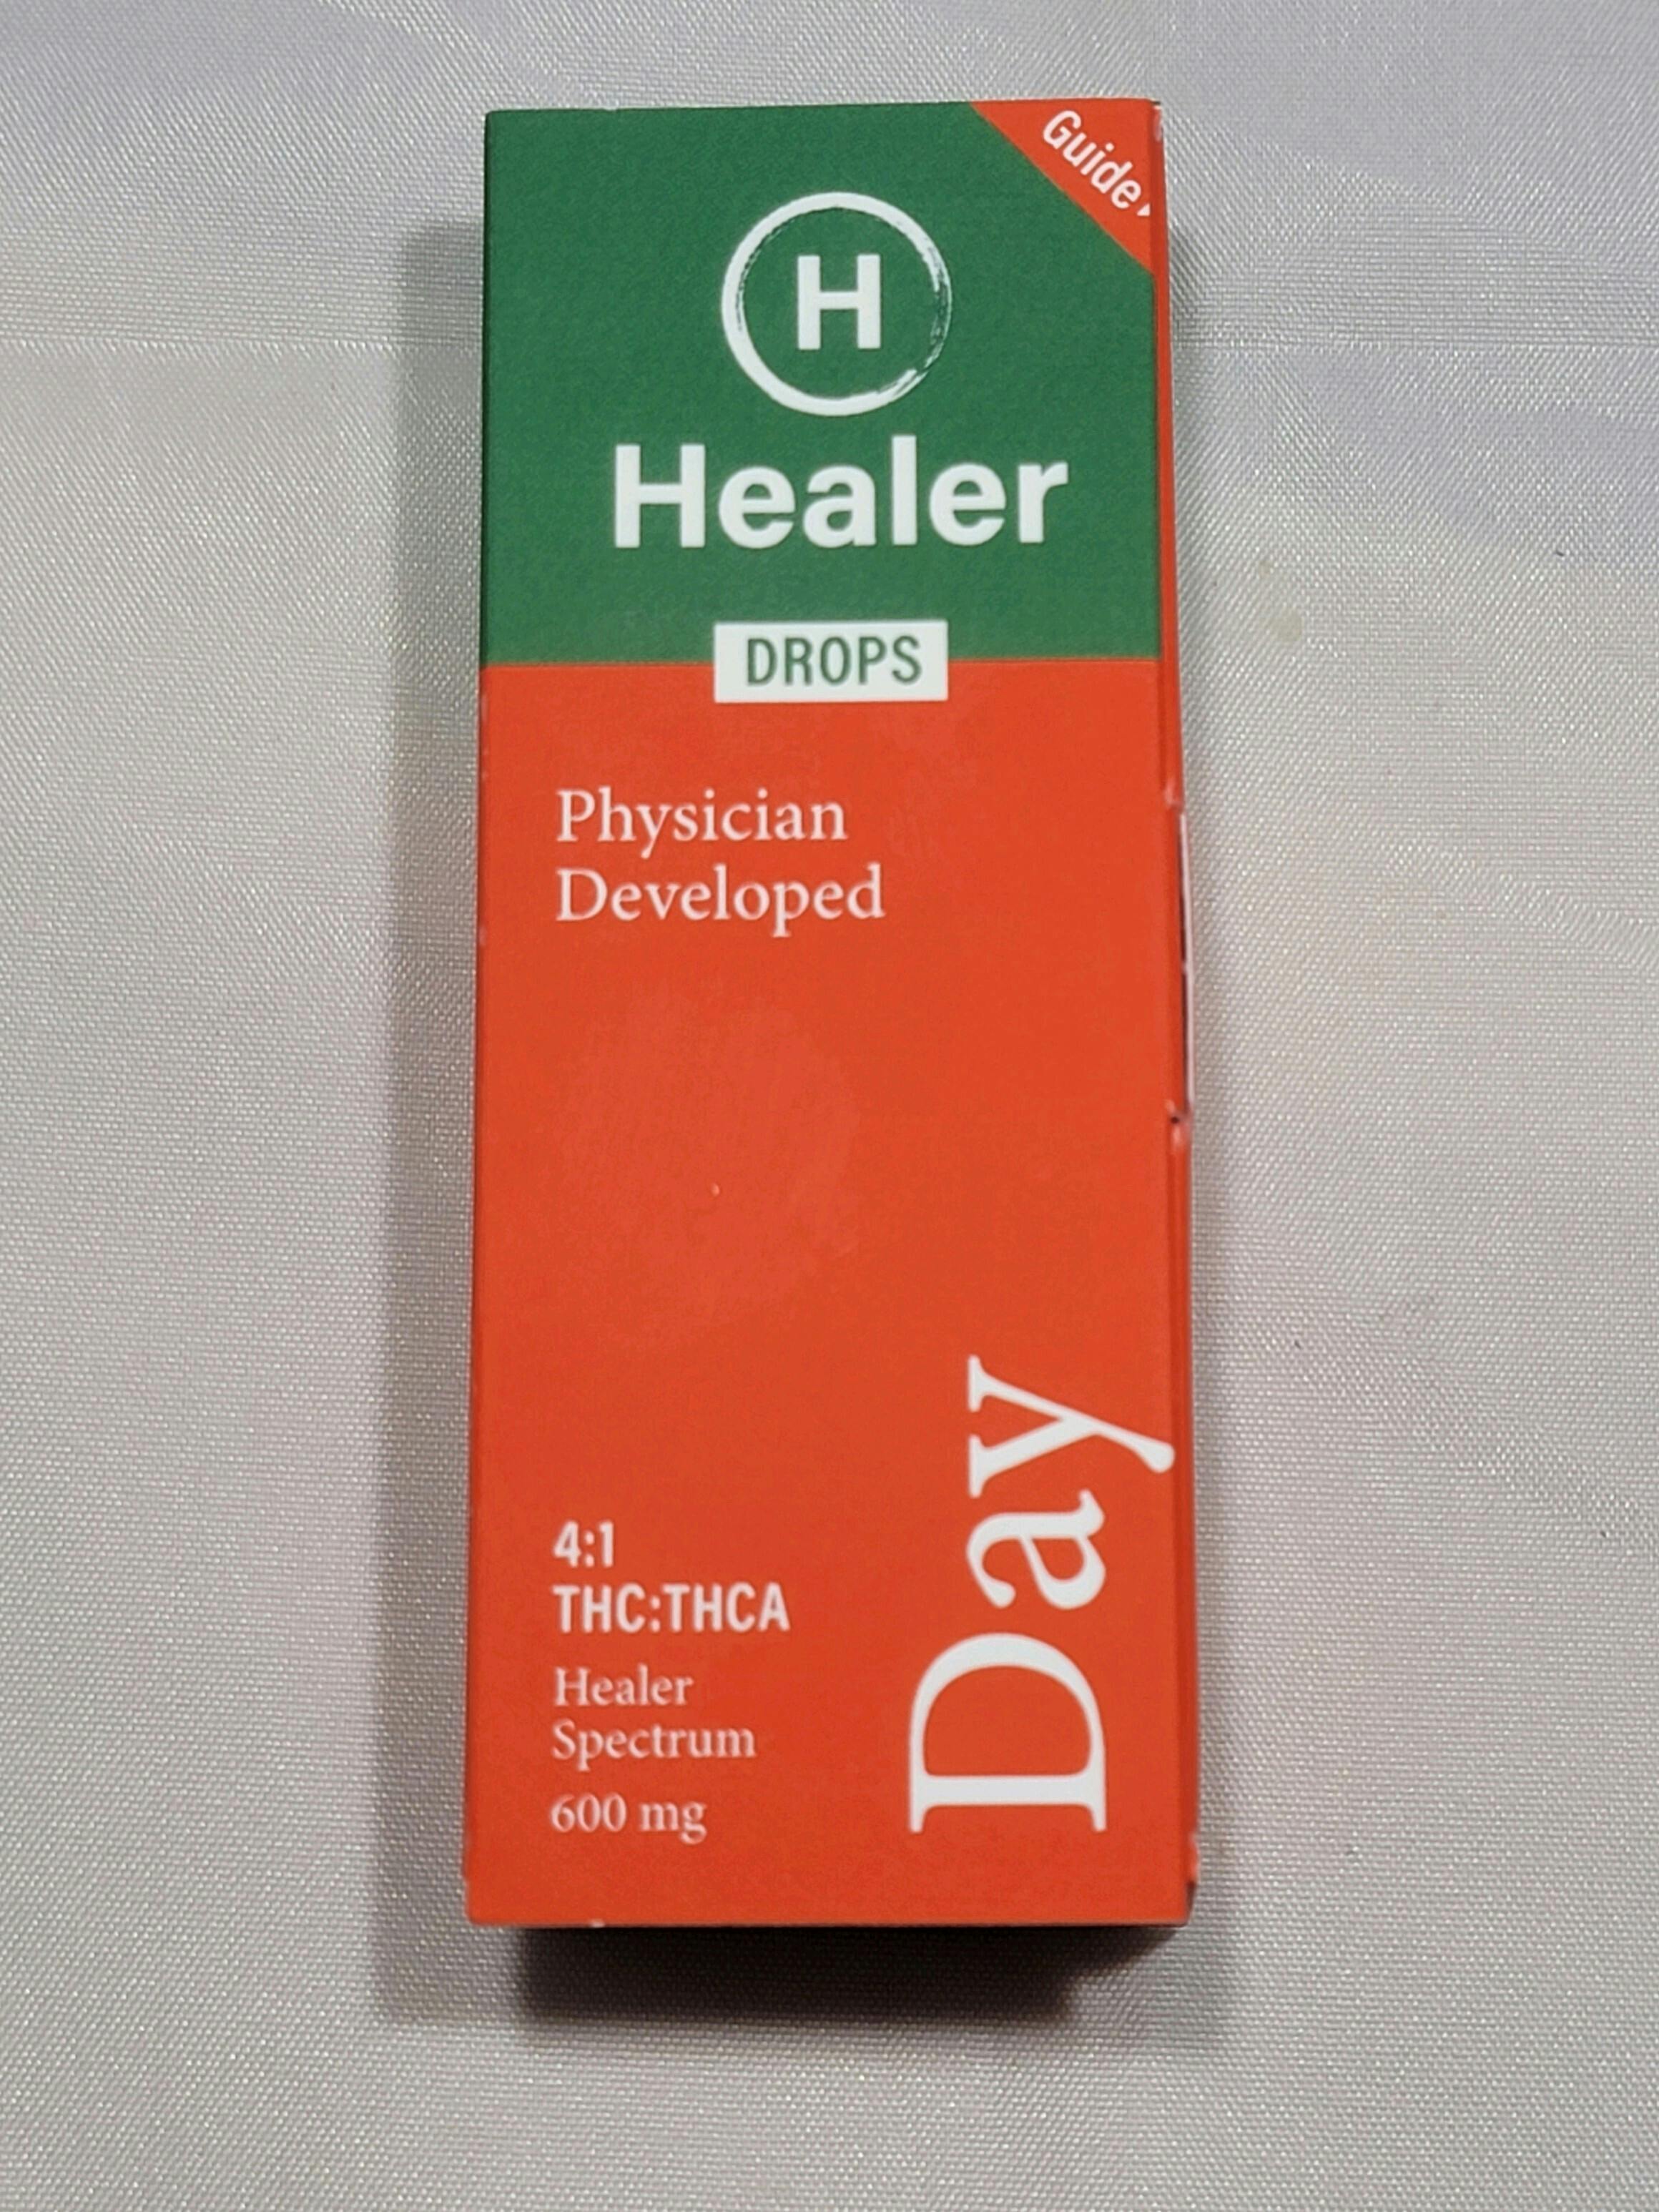 Guide
H
Healer
DROPS
Physician
Developed
Day
4:1
THC:THCA
Healer
Spectrum
600 mg